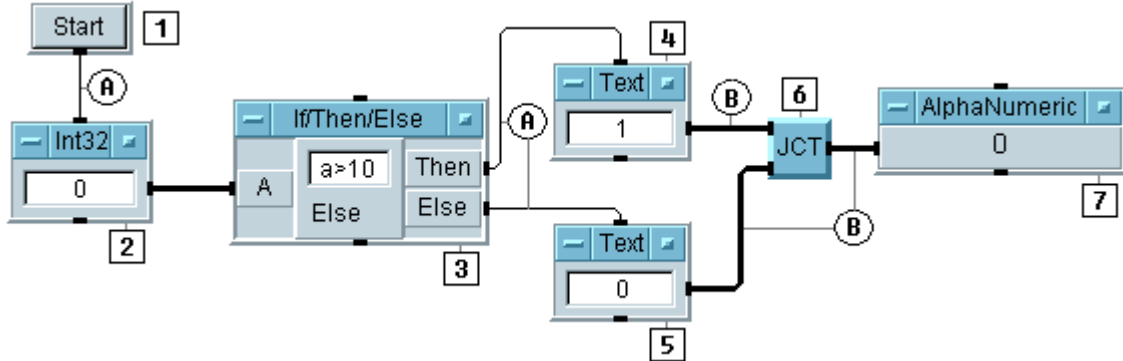 Start
1
A
Int32
0
2
If/Then/Else
A
a>10
Then
Else
Else
3
A
Text
1
4
B
Text
0
5
6
JCT
B
AlphaNumeric
0
7